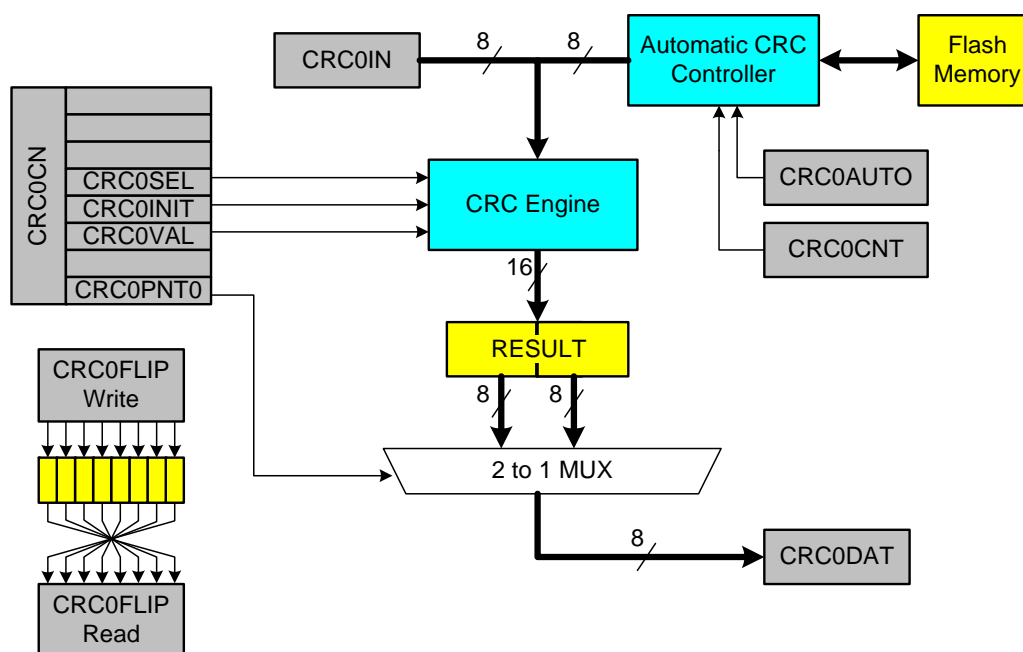 CRC0IN
8
8
Automatic CRC
Controller
Flash
Memory
CRC0CN
CRC0SEL
CRC0INIT
CRC0VAL
CRC0PNT0
CRC Engine
CRC0AUTO
CRC0CNT
16
RESULT
8
8
2 to 1 MUX
8
CRC0DAT
CRC0FLIP
Write
CRC0FLIP
Read